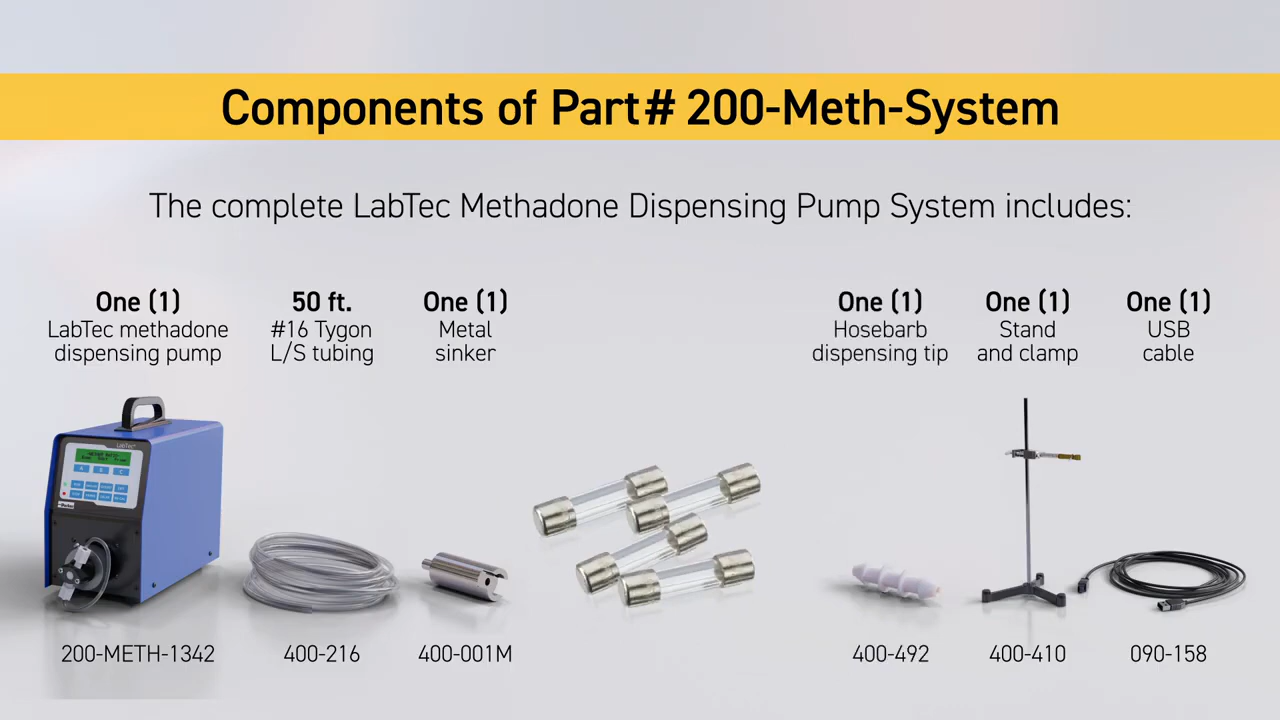 Components of Part# 200-Meth-System
The complete LabTec Methadone Dispensing Pump System includes:
One (1)
LabTec methadone
dispensing pump
50 ft.
#16 Tygon
L/S tubing
One (1)
Metal
sinker
One (1)
Hosebarb
dispensing tip
One (1)
Stand
and clamp
One (1)
USB
cable
LabTec
A B C
Parker
200-METH-1342
400-216
400-001M
400-492
400-410
090-158